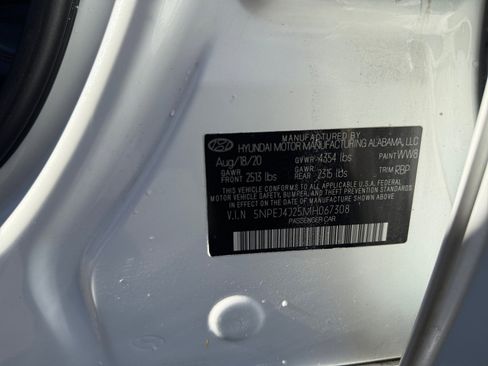 MANUFACTURED BY
HYUNDAI MOTOR MANUFACTURING ALABAMA, LLC
Aug/18/20 GVWR 4354 lbs PAINT WW8
GAWR FRONT 2513 lbs GAWR REAR 2315 lbs TRIM RBP
THIS VEHICLE CONFORMS TO ALL APPLICABLE U.S. FEDERAL
MOTOR VEHICLE SAFETY, BUMPER, AND THEFT PREVENTION STANDARDS
IN EFFECT ON THE DATE OF MANUFACTURE SHOWN ABOVE.
V.I.N 5NPEJ4J25MH067308
PASSENGER CAR